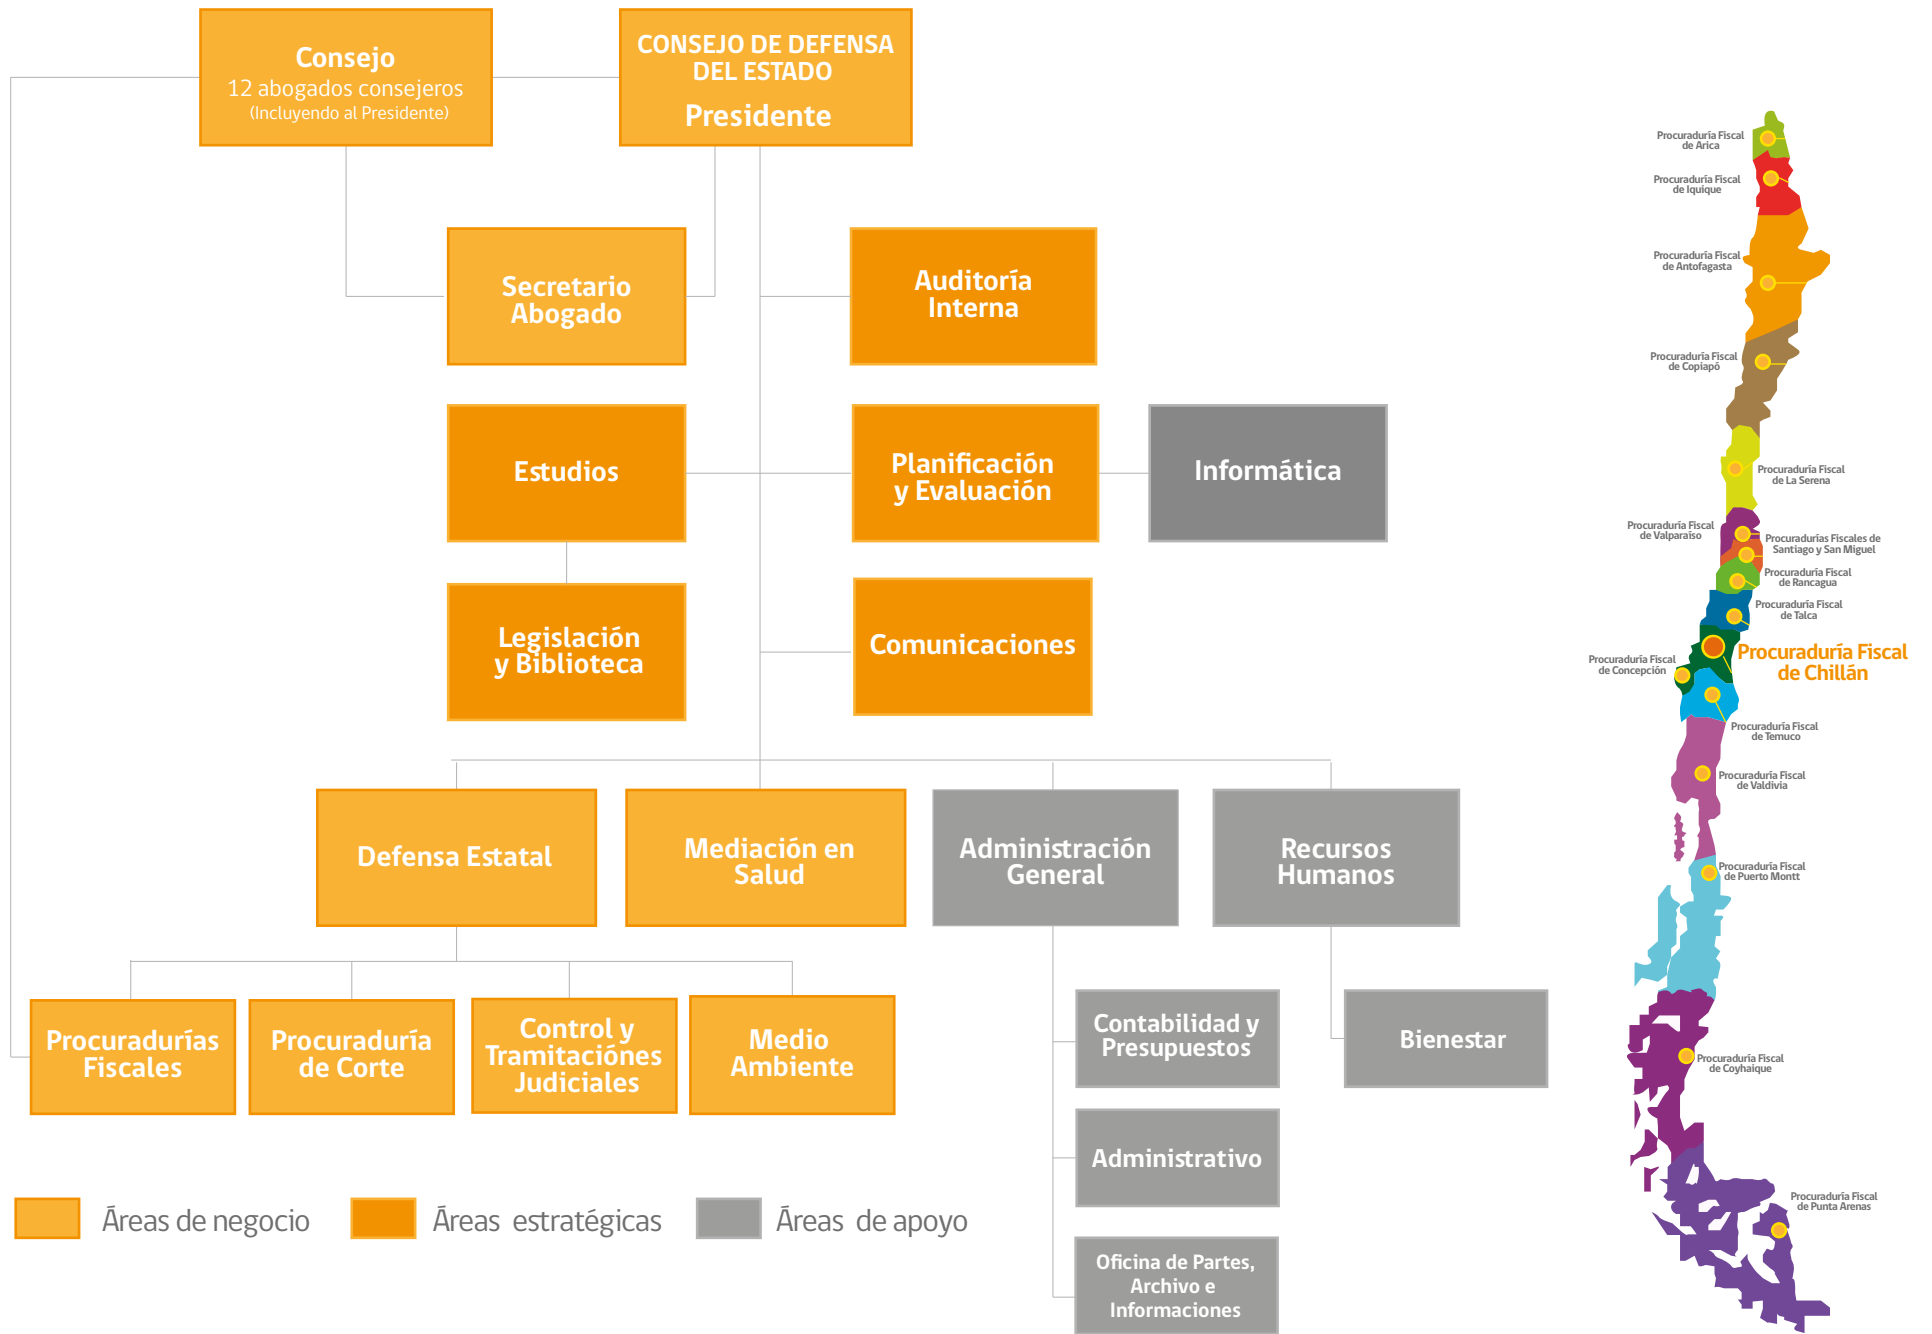 Consejo
12 abogados consejeros
(Incluyendo al Presidente)
CONSEJO DE DEFENSA
DEL ESTADO
Presidente
Secretario
Abogado
Auditoría
Interna
Estudios
Planificación
y Evaluación
Informática
Legislación
y Biblioteca
Comunicaciones
Defensa Estatal
Mediación en
Salud
Administración
General
Recursos
Humanos
Procuradurías
Fiscales
Procuraduría
de Corte
Control y
Tramitaciónes
Judiciales
Medio
Ambiente
Contabilidad y
Presupuestos
Bienestar
Administrativo
Oficina de Partes,
Archivo e
Informaciones
Áreas de negocio
Áreas estratégicas
Áreas de apoyo
Procuraduría Fiscal
de Arica
Procuraduría Fiscal
de Iquique
Procuraduría Fiscal
de Antofagasta
Procuraduría Fiscal
de Copiapó
Procuraduría Fiscal
de La Serena
Procuraduría Fiscal
de Valparaíso
Procuradurías Fiscales de
Santiago y San Miguel
Procuraduría Fiscal
de Rancagua
Procuraduría Fiscal
de Talca
Procuraduría Fiscal
de Chillán
Procuraduría Fiscal
de Concepción
Procuraduría Fiscal
de Temuco
Procuraduría Fiscal
de Valdivia
Procuraduría Fiscal
de Puerto Montt
Procuraduría Fiscal
de Coyhaique
Procuraduría Fiscal
de Punta Arenas